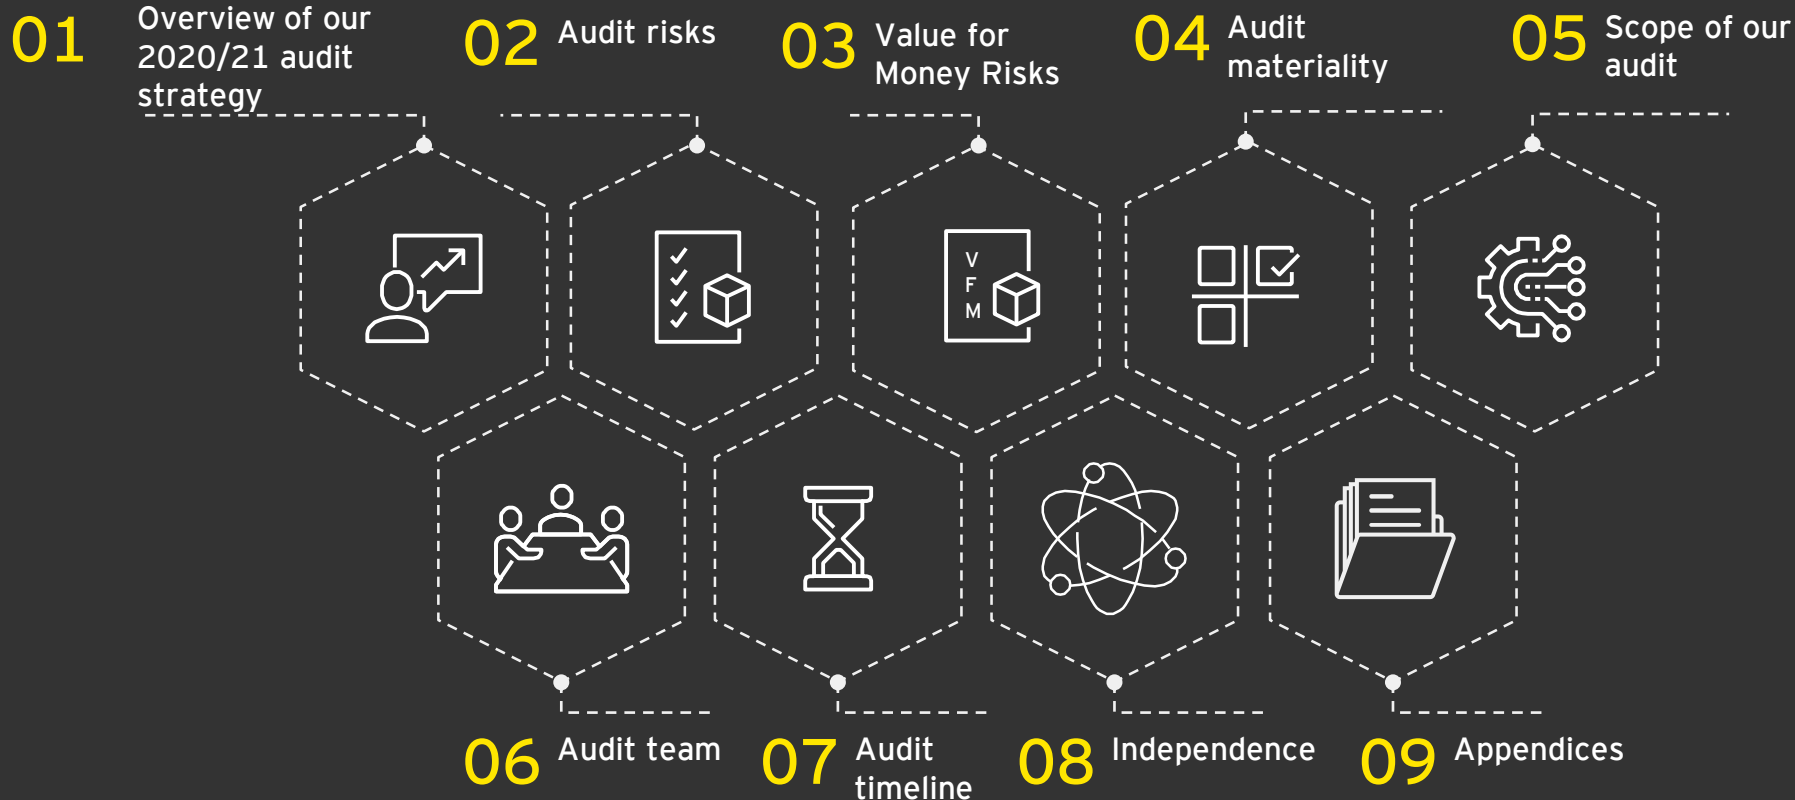 01
Overview of our
2020/21 audit
strategy
02
Audit risks
03
Value for
Money Risks
04
Audit
materiality
05
Scope of our
audit
V
F
M
06
Audit team
07
Audit
timeline
08
Independence
09
Appendices